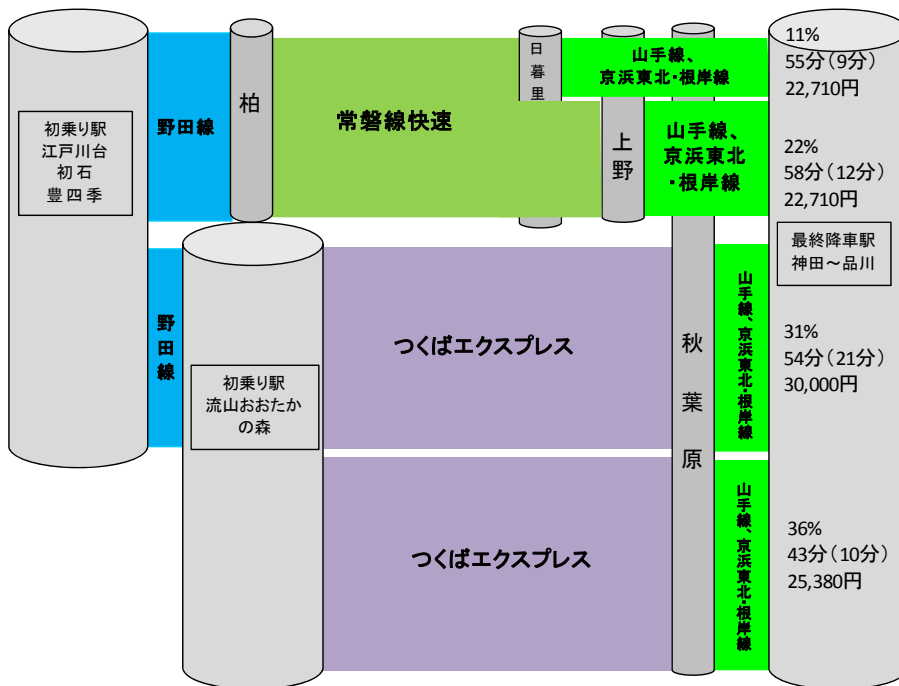 初乗り駅
江戸川台
初石
豊四季
野田線
柏
常磐線快速
日暮里
山手線、
京浜東北・根岸線
11%
55分(9分)
22,710円
上野
山手線、
京浜東北
・根岸線
22%
58分(12分)
22,710円
最終降車駅
神田~品川
野田線
初乗り駅
流山おおたか
の森
つくばエクスプレス
秋葉原
山手線、京浜東北・根岸線
31%
54分(21分)
30,000円
つくばエクスプレス
山手線、京浜東北・根岸線
36%
43分(10分)
25,380円